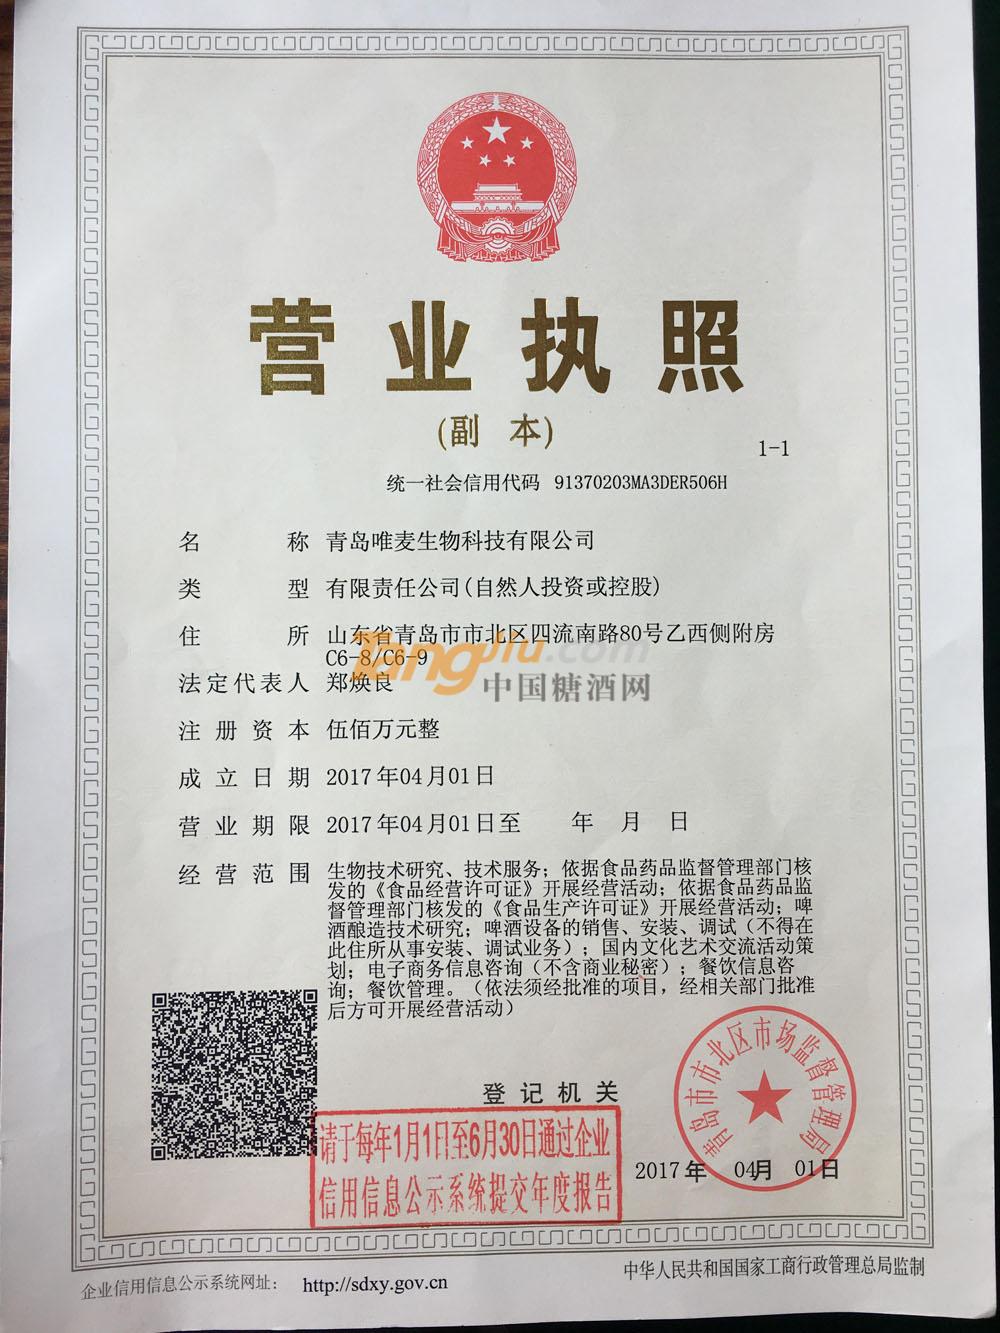 营业执照
(副 本)
1-1
统一社会信用代码 91370203MA3DER506H
名 称 青岛唯麦生物科技有限公司
类 型 有限责任公司(自然人投资或控股)
住 所 山东省青岛市市北区四流南路80号乙西侧附房
C6-8/C6-9
TangJiu.com
中国糖酒网
法定代表人 郑焕良
注册资本 伍佰万元整
成立日期 2017年04月01日
营业期限 2017年04月01日至 年 月 日
经营范围 生物技术研究、技术服务；依据食品药品监督管理部门核
发的《食品经营许可证》开展经营活动；依据食品药品监
督管理部门核发的《食品生产许可证》开展经营活动；啤
酒酿造技术研究；啤酒设备的销售、安装、调试（不得在
此住所从事安装、调试业务）；国内文化艺术交流活动策
划；电子商务信息咨询（不含商业秘密）；餐饮信息咨
询；餐饮管理。（依法须经批准的项目，经相关部门批准
后方可开展经营活动）
登记机关
青岛市市北区市场监督管理局
请于每年1月1日至6月30日通过企业
信用信息公示系统提交年度报告
2017年 04月 01日
企业信用信息公示系统网址： http://sdxy.gov.cn
中华人民共和国国家工商行政管理总局监制